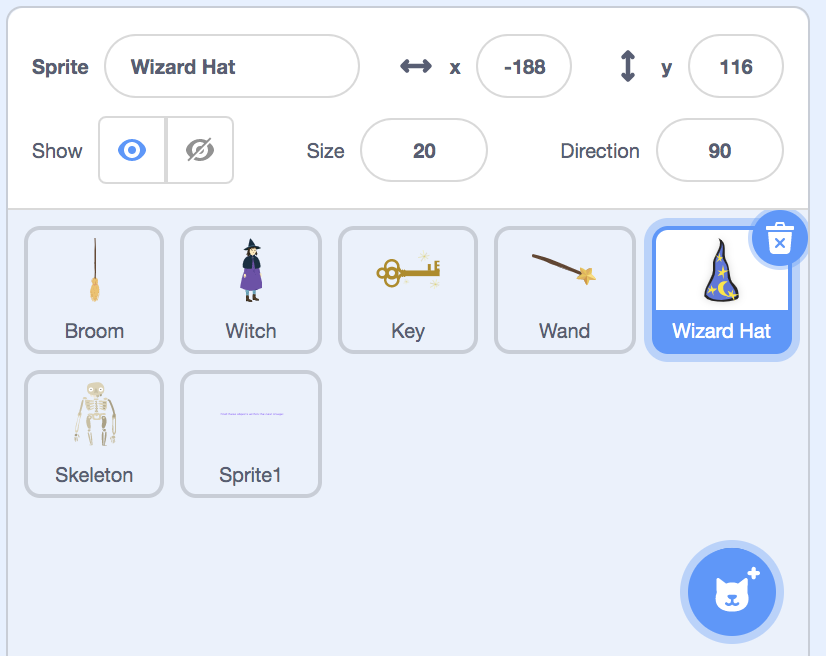 Sprite Wizard Hat x -188 y 116
Show Size 20 Direction 90
Broom Witch Key Wand Wizard Hat
Skeleton Sprite1